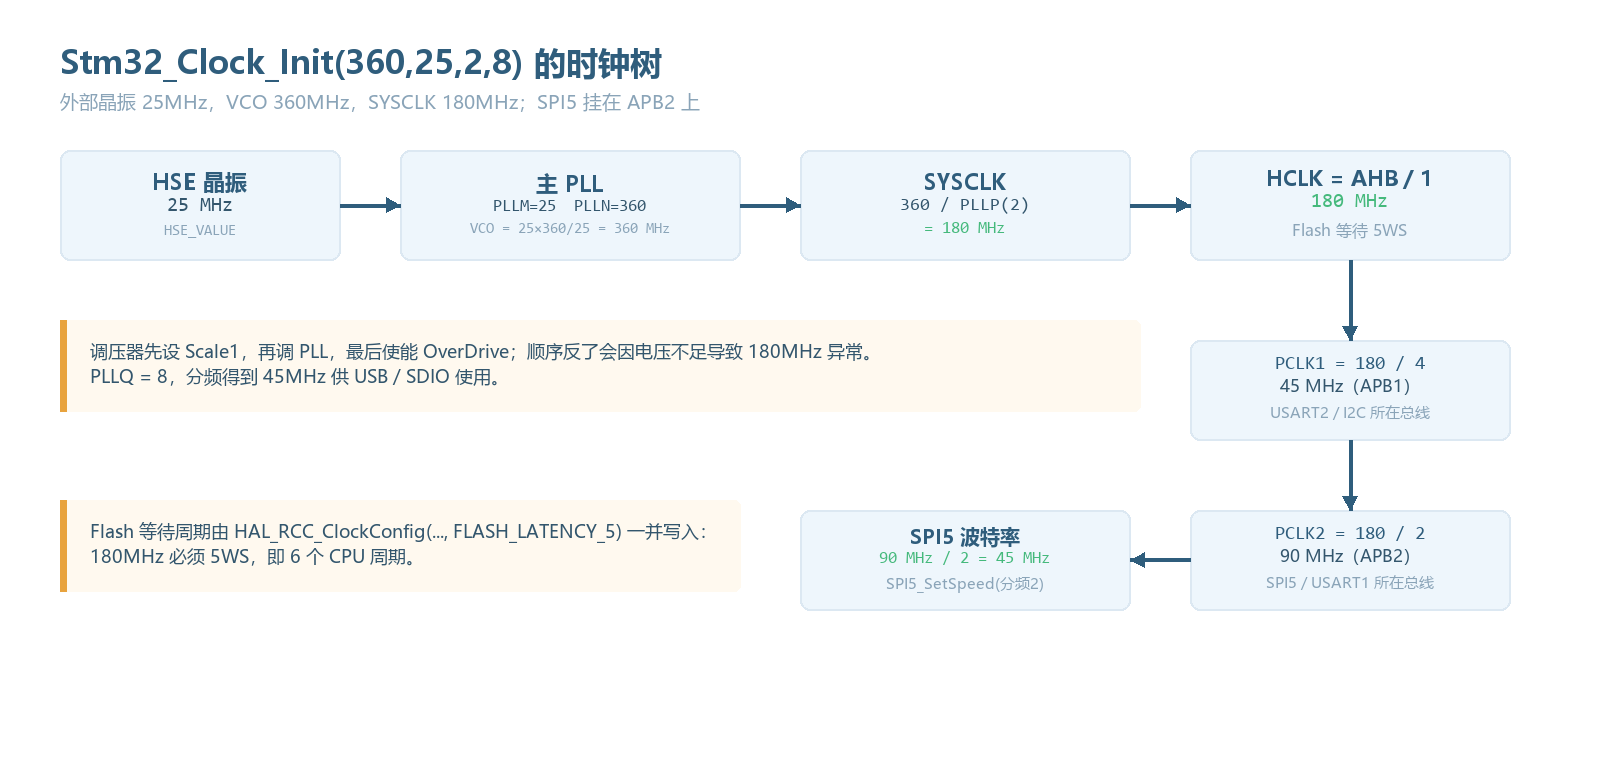 Stm32_Clock_Init(360,25,2,8) 的时钟树
外部晶振 25MHz，VCO 360MHz，SYSCLK 180MHz；SPI5 挂在 APB2 上
HSE 晶振
25 MHz
HSE_VALUE
主 PLL
PLLM=25  PLLN=360
VCO = 25×360/25 = 360 MHz
SYSCLK
360 / PLLP(2)
= 180 MHz
HCLK = AHB / 1
180 MHz
Flash 等待 5WS
调压器先设 Scale1，再调 PLL，最后使能 OverDrive；顺序反了会因电压不足导致 180MHz 异常。
PLLQ = 8，分频得到 45MHz 供 USB / SDIO 使用。
PCLK1 = 180 / 4
45 MHz（APB1）
USART2 / I2C 所在总线
Flash 等待周期由 HAL_RCC_ClockConfig(..., FLASH_LATENCY_5) 一并写入：
180MHz 必须 5WS，即 6 个 CPU 周期。
SPI5 波特率
90 MHz / 2 = 45 MHz
SPI5_SetSpeed(分频2)
PCLK2 = 180 / 2
90 MHz（APB2）
SPI5 / USART1 所在总线